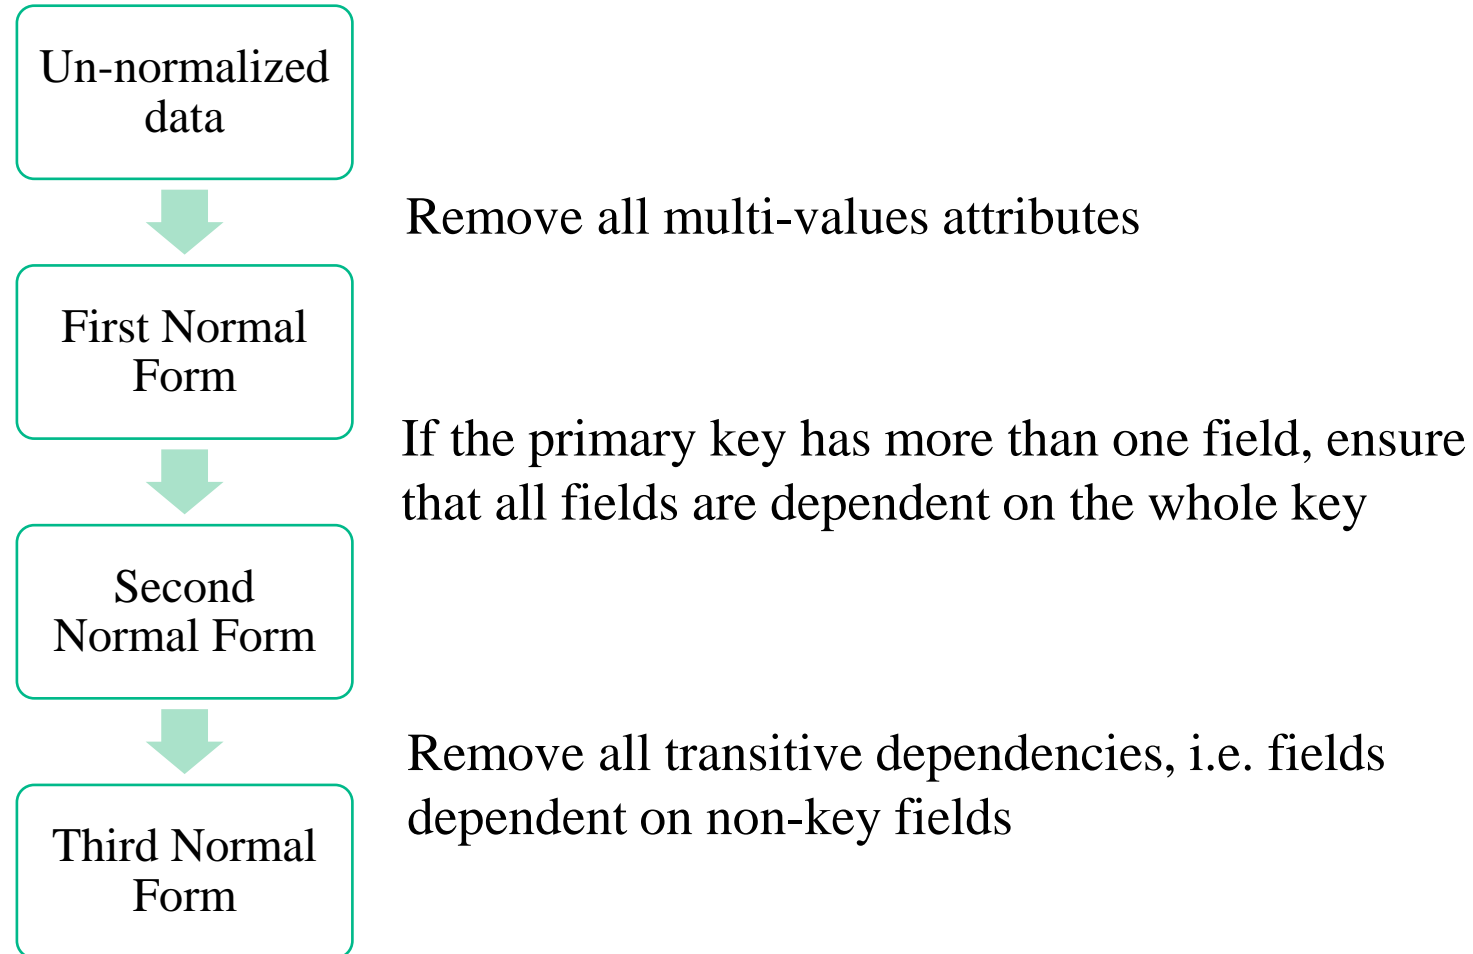 Un-normalized
data
Remove all multi-values attributes
First Normal
Form
If the primary key has more than one field, ensure
that all fields are dependent on the whole key
Second
Normal Form
Remove all transitive dependencies, i.e. fields
dependent on non-key fields
Third Normal
Form